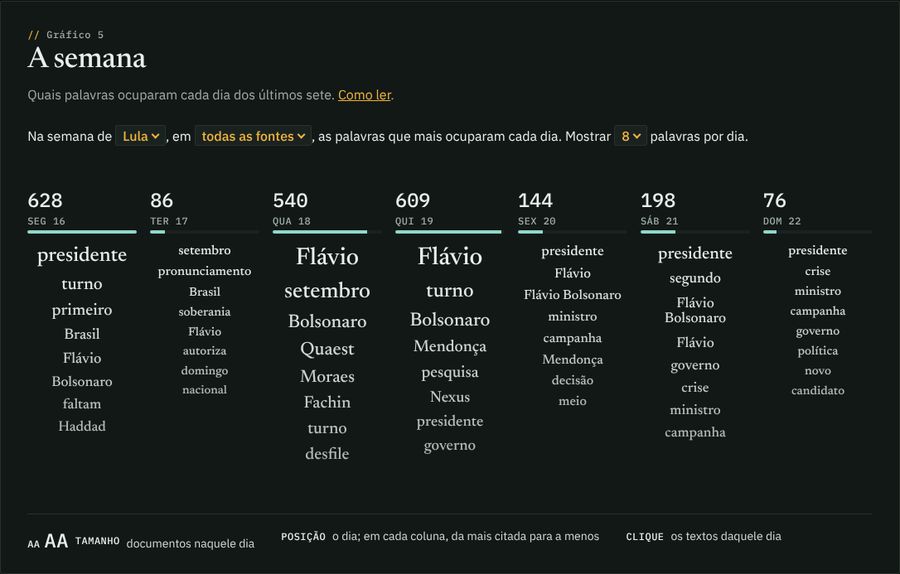 // Gráfico 5
A semana
Quais palavras ocuparam cada dia dos últimos sete. Como ler.
Na semana de Lula, em todas as fontes, as palavras que mais ocuparam cada dia. Mostrar 8 palavras por dia.
628
SEG 16
presidente
turno
primeiro
Brasil
Flávio
Bolsonaro
faltam
Haddad
86
TER 17
setembro
pronunciamento
Brasil
soberania
Flávio
autoriza
domingo
nacional
540
QUA 18
Flávio
setembro
Bolsonaro
Quaest
Moraes
Fachin
turno
desfile
609
QUI 19
Flávio
turno
Bolsonaro
Mendonça
pesquisa
Nexus
presidente
governo
144
SEX 20
presidente
Flávio
Flávio Bolsonaro
ministro
campanha
Mendonça
decisão
meio
198
SÁB 21
presidente
segundo
Flávio
Bolsonaro
Flávio
governo
crise
ministro
campanha
76
DOM 22
presidente
crise
ministro
campanha
governo
política
novo
candidato
AA AA TAMANHO documentos naquele dia
POSIÇÃO o dia; em cada coluna, da mais citada para a menos
CLIQUE os textos daquele dia